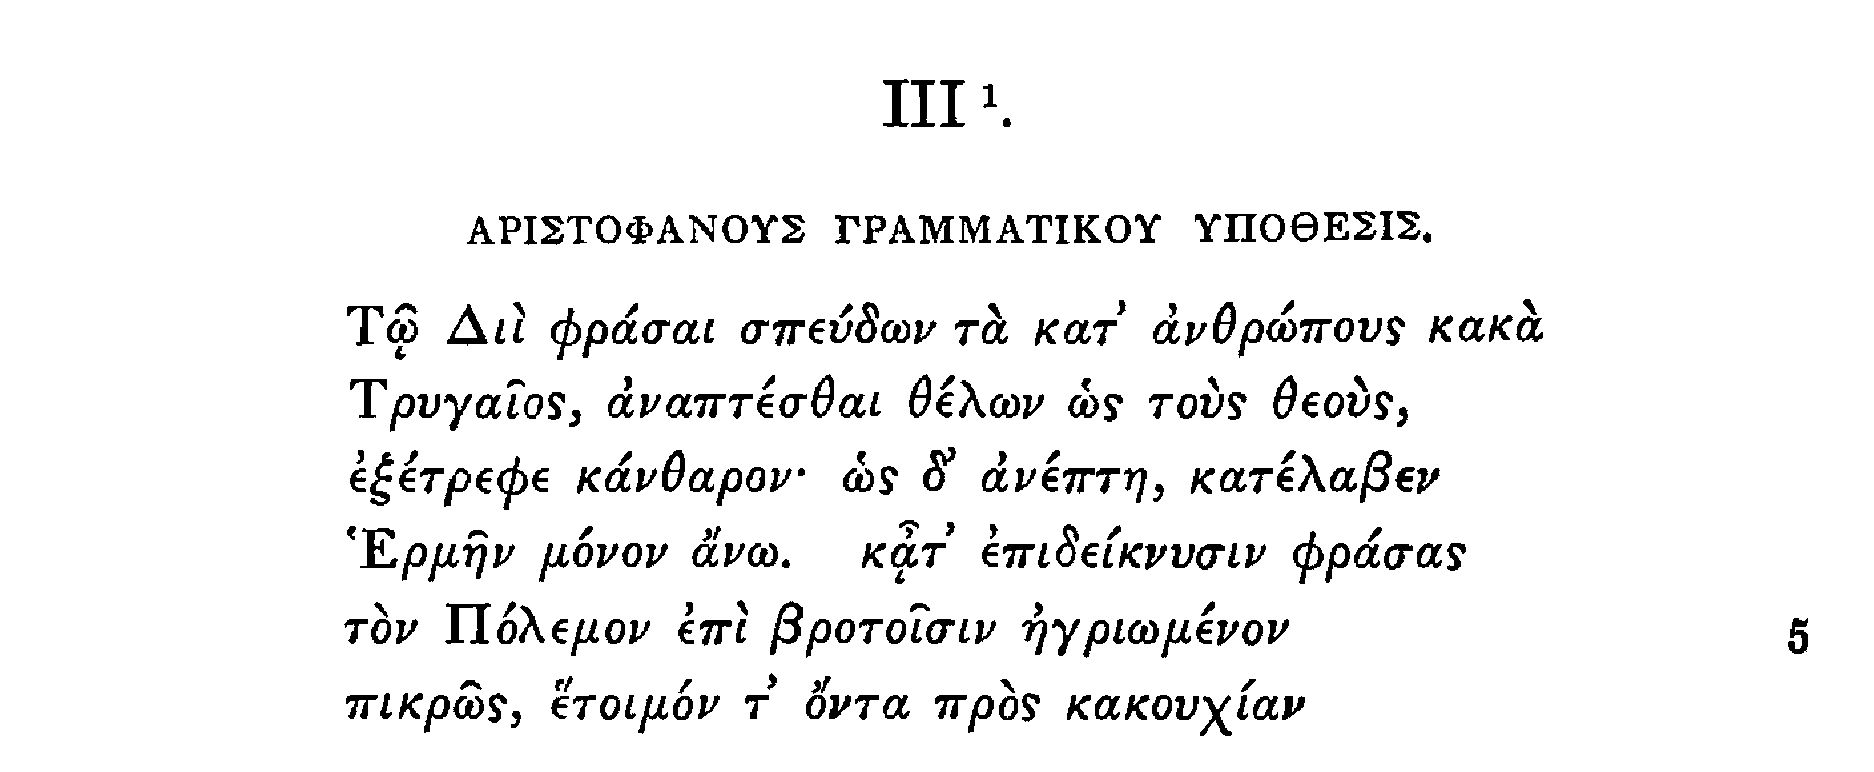 III ¹.
ΑΡΙΣΤΟΦΑΝΟΥΣ ΓΡΑΜΜΑΤΙΚΟΥ ΥΠΟΘΕΣΙΣ.
Τῷ Διὶ φράσαι σπεύδων τὰ κατ’ ἀνθρώπους κακὰ
Τρυγαῖος, ἀναπτέσθαι θέλων ὡς τοὺς θεοὺς,
ἐξέτρεφε κάνθαρον· ὡς δ’ ἀνέπτη, κατέλαβεν
Ἑρμῆν μόνον ἄνω. κᾆτ’ ἐπιδείκνυσιν φράσας
τὸν Πόλεμον ἐπὶ βροτοῖσιν ἠγριωμένον 5
πικρῶς, ἕτοιμόν τ’ ὄντα πρὸς κακουχίαν